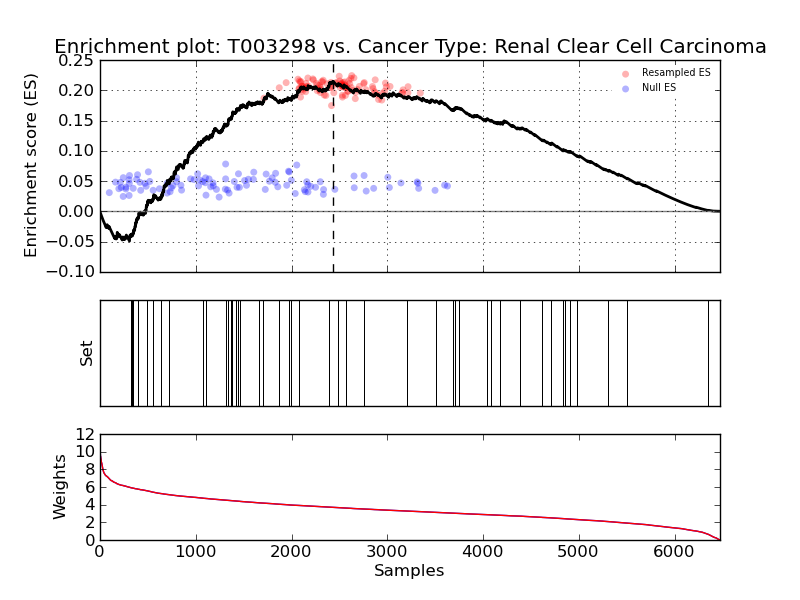 Enrichment plot: T003298 vs. Cancer Type: Renal Clear Cell Carcinoma
Enrichment score (ES)
0.25
0.20
0.15
0.10
0.05
0.00
−0.05
−0.10
Resampled ES
Null ES
Set
Weights
12
10
8
6
4
2
0
0 1000 2000 3000 4000 5000 6000
Samples